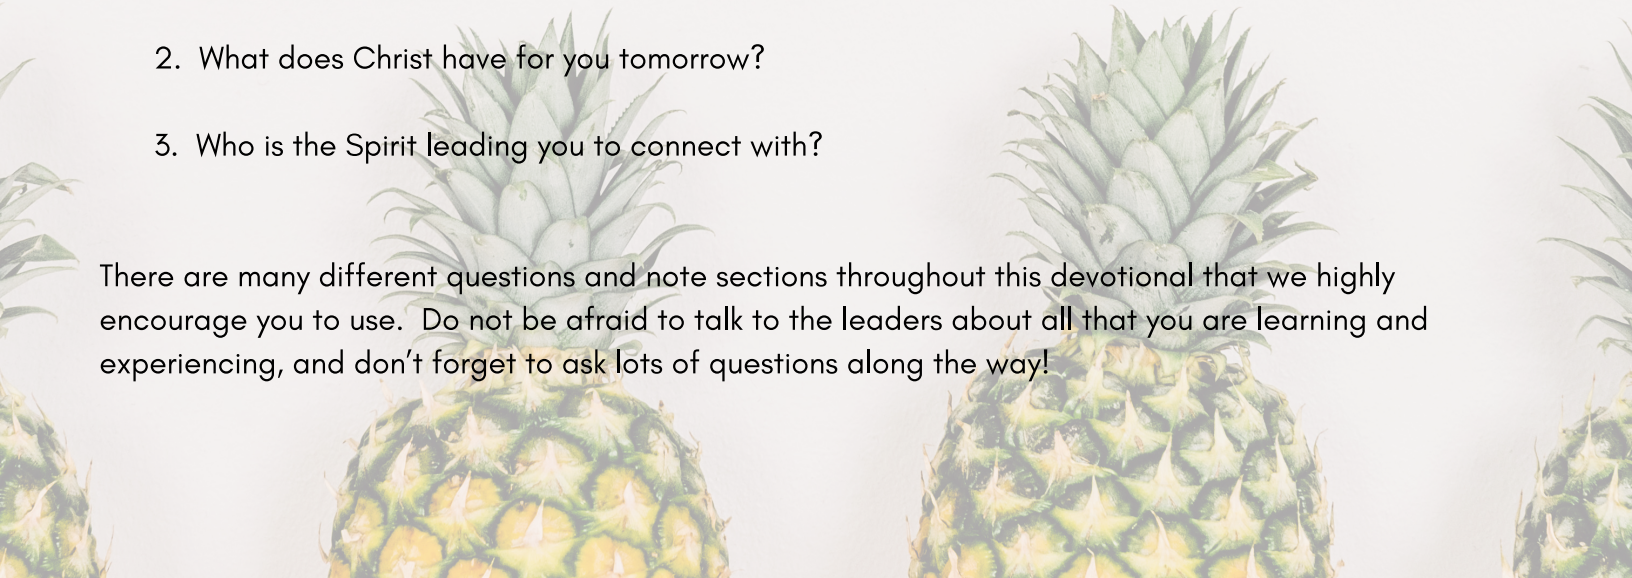 2.  What does Christ have for you tomorrow?
3.  Who is the Spirit leading you to connect with?
There are many different questions and note sections throughout this devotional that we highly
encourage you to use.  Do not be afraid to talk to the leaders about all that you are learning and
experiencing, and don't forget to ask lots of questions along the way!